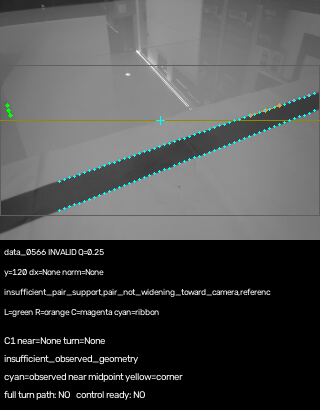 data_0566 INVALID Q=0.25
y=120 dx=None norm=None
insufficient_pair_support,pair_not_widening_toward_camera,referenc
L=green R=orange C=magenta cyan=ribbon
C1 near=None turn=None
insufficient_observed_geometry
cyan=observed near midpoint yellow=corner
full turn path: NO control ready: NO